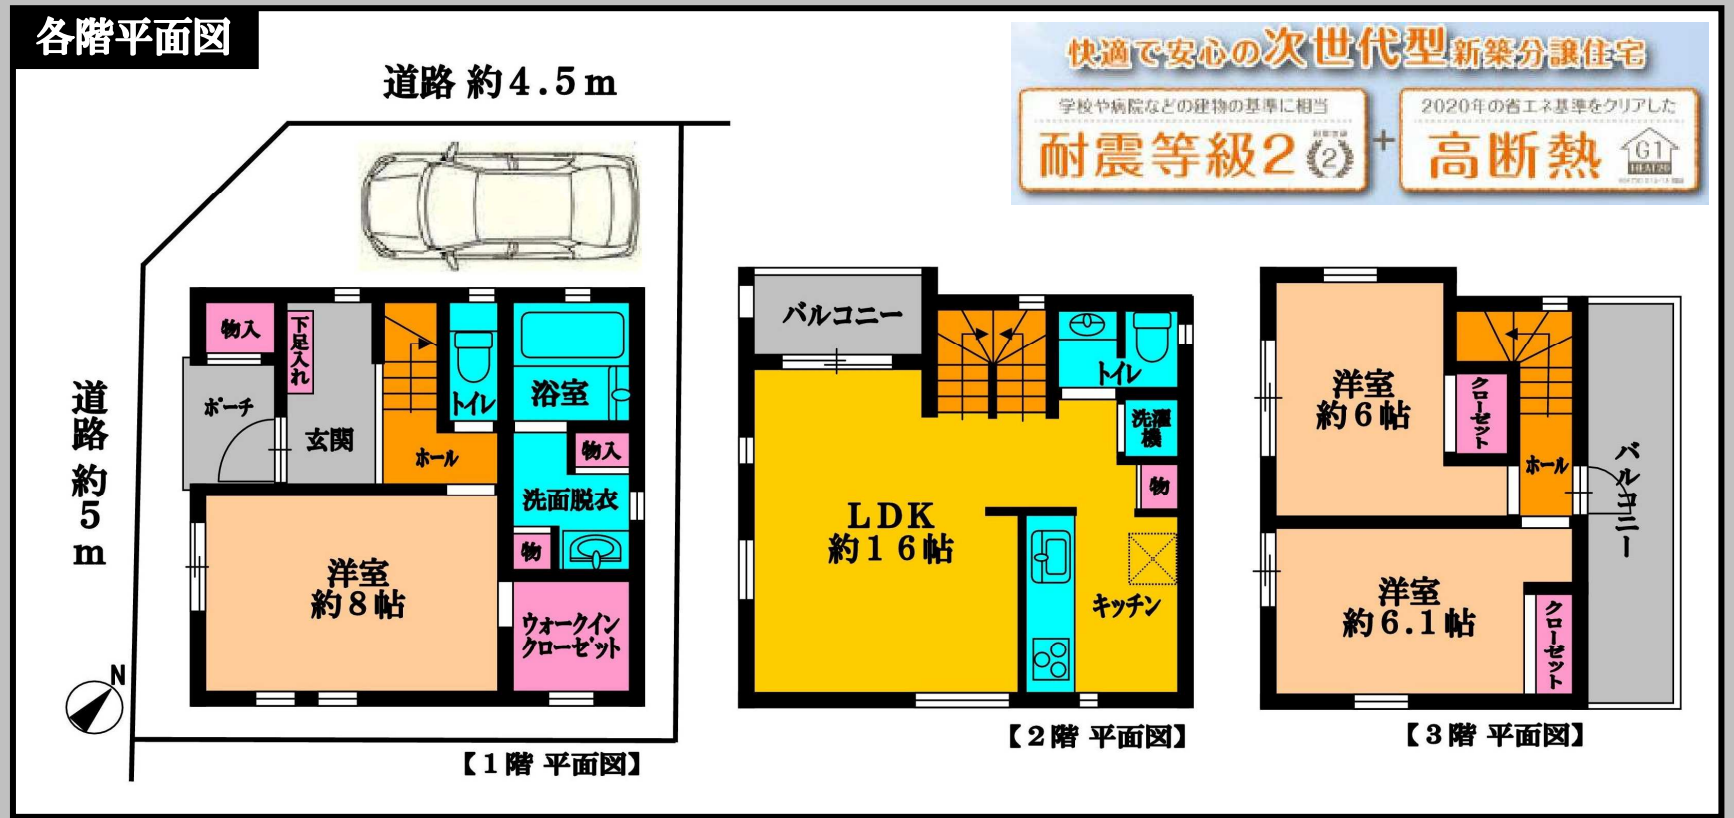 各階平面図
道路 約4.5m
快適で安心の次世代型新築分譲住宅
学校や病院などの建物の基準に相当
耐震等級2
2
+
2020年の省エネ基準をクリアした
高断熱
G1
HEAT20
道路 約5m
物入
下足入れ
ポーチ
玄関
ホール
トイレ
浴室
物入
洗面脱衣
物
洋室
約8帖
ウォークイン
クローゼット
N
【1階 平面図】
バルコニー
トイレ
洗濯
機
物
LDK
約16帖
キッチン
【2階 平面図】
洋室
約6帖
クローゼット
ホール
バルコニー
洋室
約6.1帖
クローゼット
【3階 平面図】